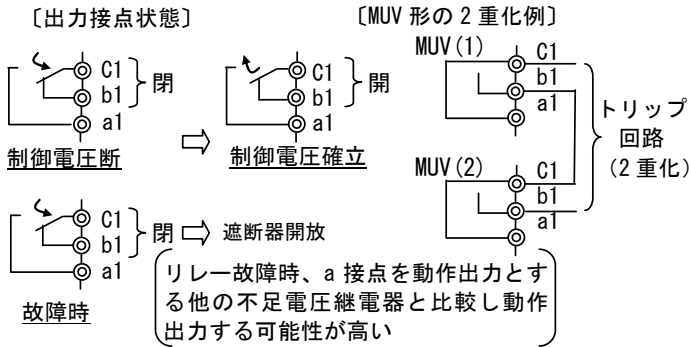 〔出力接点状態〕
〔MUV 形の 2 重化例〕
C1
b1
a1
閉
制御電圧断
C1
b1
a1
開
制御電圧確立
MUV(1)
C1
b1
a1
MUV(2)
C1
b1
a1
トリップ
回路
(2 重化)
C1
b1
a1
閉
遮断器開放
故障時
リレー故障時、a 接点を動作出力とす
る他の不足電圧継電器と比較し動作
出力する可能性が高い